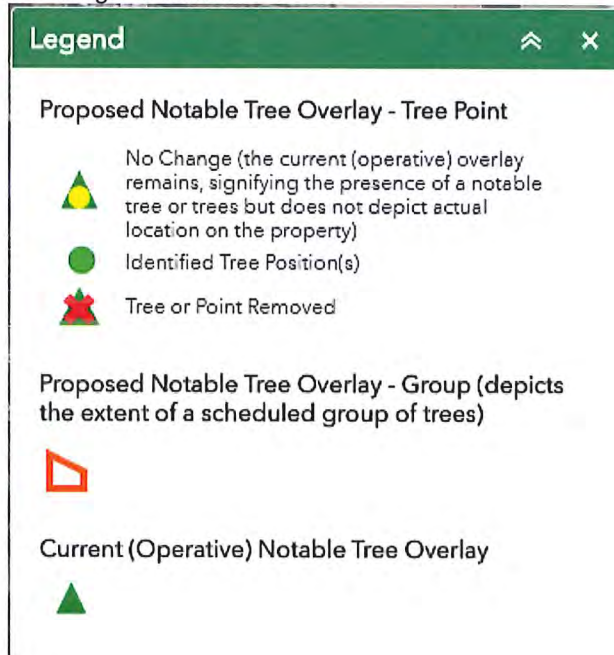 Legend
Proposed Notable Tree Overlay - Tree Point
No Change (the current (operative) overlay
remains, signifying the presence of a notable
tree or trees but does not depict actual
location on the property)
Identified Tree Position(s)
Tree or Point Removed
Proposed Notable Tree Overlay - Group (depicts
the extent of a scheduled group of trees)
Current (Operative) Notable Tree Overlay